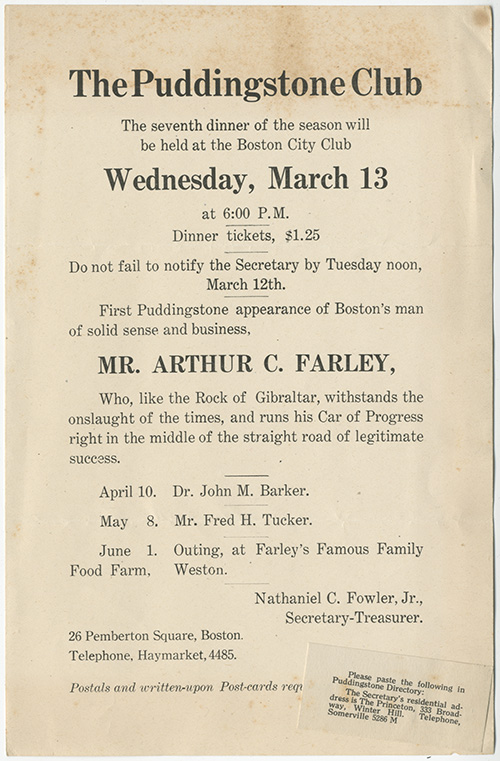 The Puddingstone Club
The seventh dinner of the season will
be held at the Boston City Club
Wednesday, March 13
at 6:00 P.M.
Dinner tickets, $1.25
Do not fail to notify the Secretary by Tuesday noon,
March 12th.
First Puddingstone appearance of Boston's man
of solid sense and business,
MR. ARTHUR C. FARLEY,
Who, like the Rock of Gibraltar, withstands the
onslaught of the times, and runs his Car of Progress
right in the middle of the straight road of legitimate
success.
April 10. Dr. John M. Barker.
May 8. Mr. Fred H. Tucker.
June 1. Outing, at Farley's Famous Family
Food Farm, Weston.
Nathaniel C. Fowler, Jr.,
Secretary-Treasurer.
26 Pemberton Square, Boston.
Telephone, Haymarket, 4485.
Postals and written-upon Post-cards
Please paste the following in
Puddingstone Directory:
The Secretary's residential ad-
dress is The Princeton, 333 Broad-
way, Winter Hill. Telephone,
Somerville 5286 M